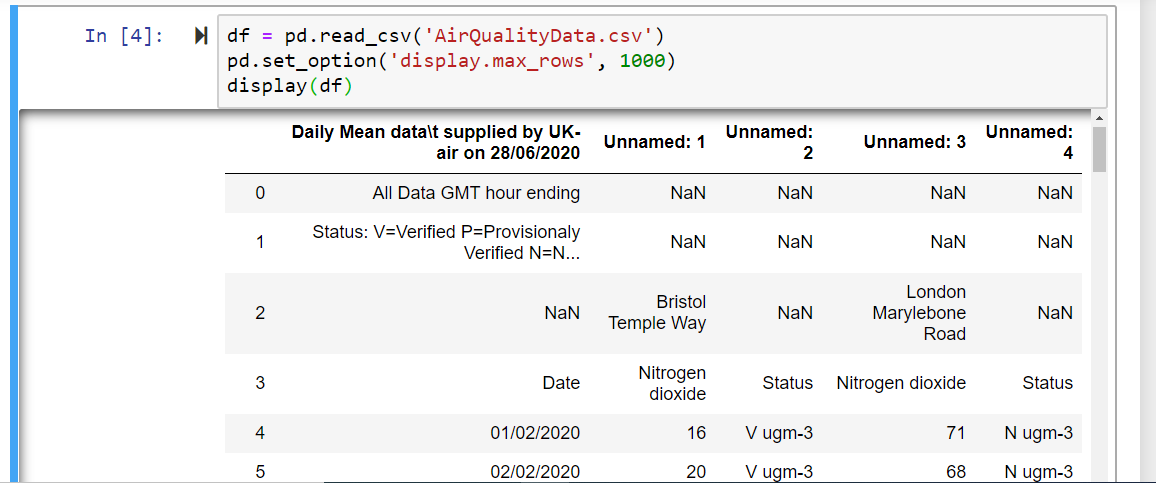 In [4]:
df = pd.read_csv('AirQualityData.csv')
pd.set_option('display.max_rows', 1000)
display(df)
Daily Mean data\t supplied by UK-
air on 28/06/2020
Unnamed: 1
Unnamed:
2
Unnamed: 3
Unnamed:
4
0 All Data GMT hour ending NaN NaN NaN NaN
1
Status: V=Verified P=Provisionaly
Verified N=N...
NaN NaN NaN NaN
2 NaN
Bristol
Temple Way
NaN
London
Marylebone
Road
NaN
3 Date
Nitrogen
dioxide
Status Nitrogen dioxide Status
4 01/02/2020 16 V ugm-3 71 N ugm-3
5 02/02/2020 20 V ugm-3 68 N ugm-3